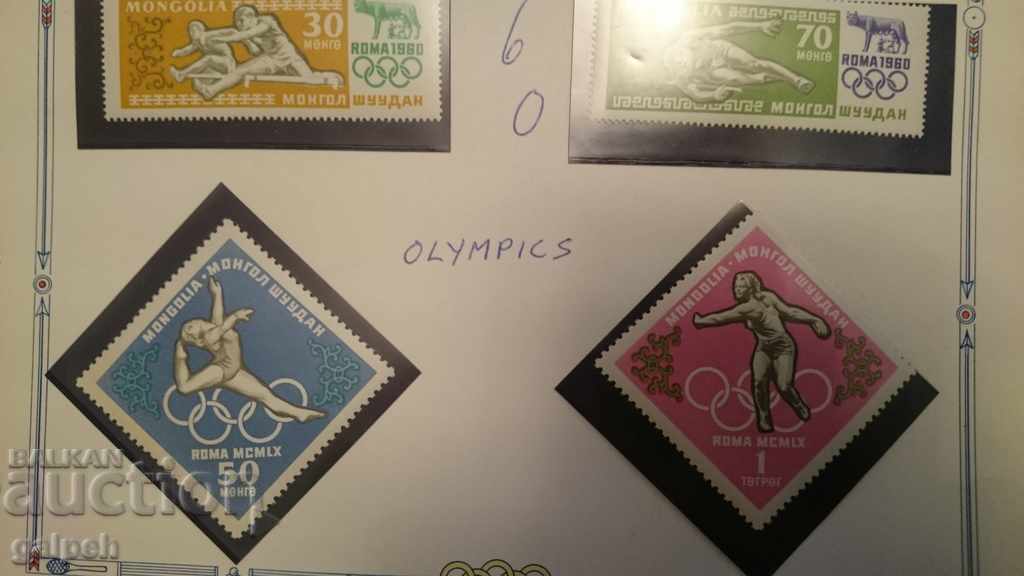 MONGOLIA
30
МӨНГӨ
ROMA 1960
МОНГОЛ
ШУУДАН
6
0
70
МӨНГӨ
ROMA 1960
МОНГОЛ
ШУУДАН
OLYMPICS
MONGOLIA · МОНГОЛ ШУУДАН
ROMA MCMLX
50
МӨНГӨ
MONGOLIA · МОНГОЛ ШУУДАН
ROMA MCMLX
1
ТӨГРӨГ
BALKAN
auction
galpeh